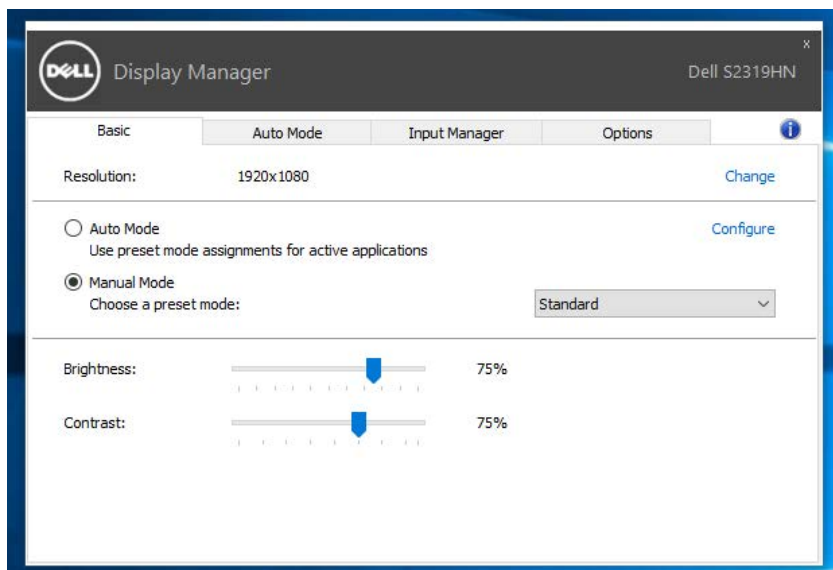 x
DELL Display Manager Dell S2319HN
Basic Auto Mode Input Manager Options i
Resolution: 1920x1080 Change
Auto Mode Configure
Use preset mode assignments for active applications
Manual Mode
Choose a preset mode: Standard
Brightness: 75%
Contrast: 75%